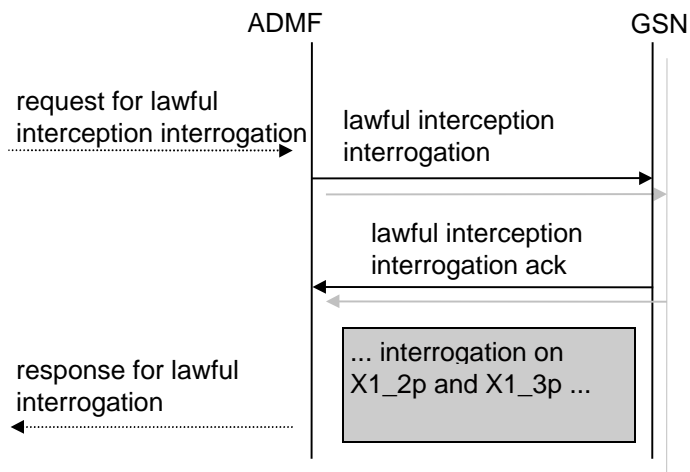 ADMF
GSN
request for lawful
interception interrogation
lawful interception
interrogation
lawful interception
interrogation ack
... interrogation on
X1_2p and X1_3p ...
response for lawful
interrogation